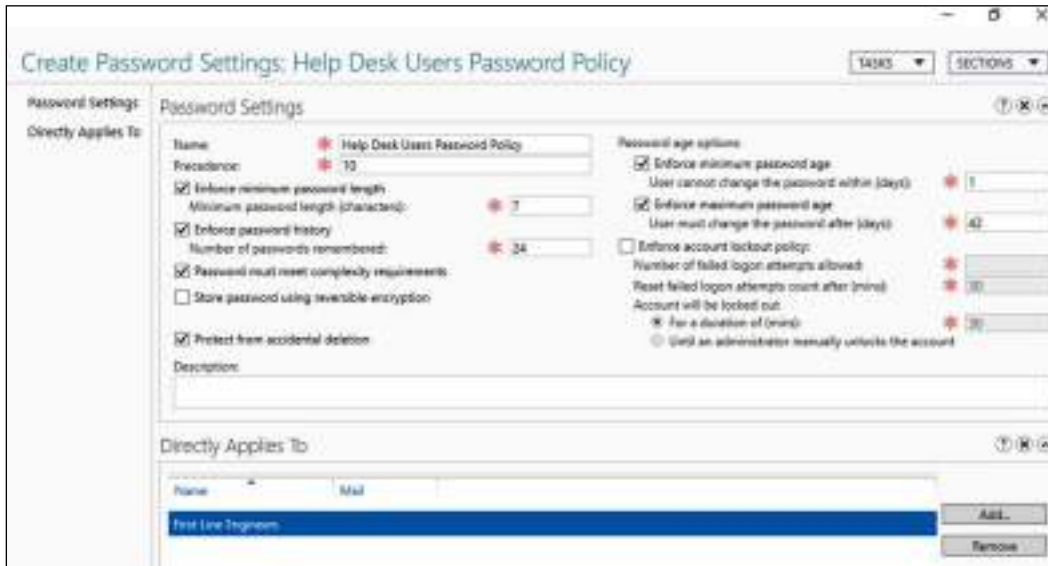 Create Password Settings: Help Desk Users Password Policy
TASKS
SECTIONS
Password Settings
Directly Applies To
Password Settings
Name: Help Desk Users Password Policy
Precedence: 10
Enforce minimum password length
Minimum password length (characters): 7
Enforce password history
Number of passwords remembered: 24
Password must meet complexity requirements
Store password using reversible encryption
Protect from accidental deletion
Description:
Password age options:
Enforce minimum password age
User cannot change the password within (days): 1
Enforce maximum password age
User must change the password after (days): 42
Enforce account lockout policy:
Number of failed logon attempts allowed:
Reset failed logon attempts count after (mins): 30
Account will be locked out
For a duration of (mins): 30
Until an administrator manually unlocks the account
Directly Applies To
Name Mail
First Line Engineers
Add...
Remove